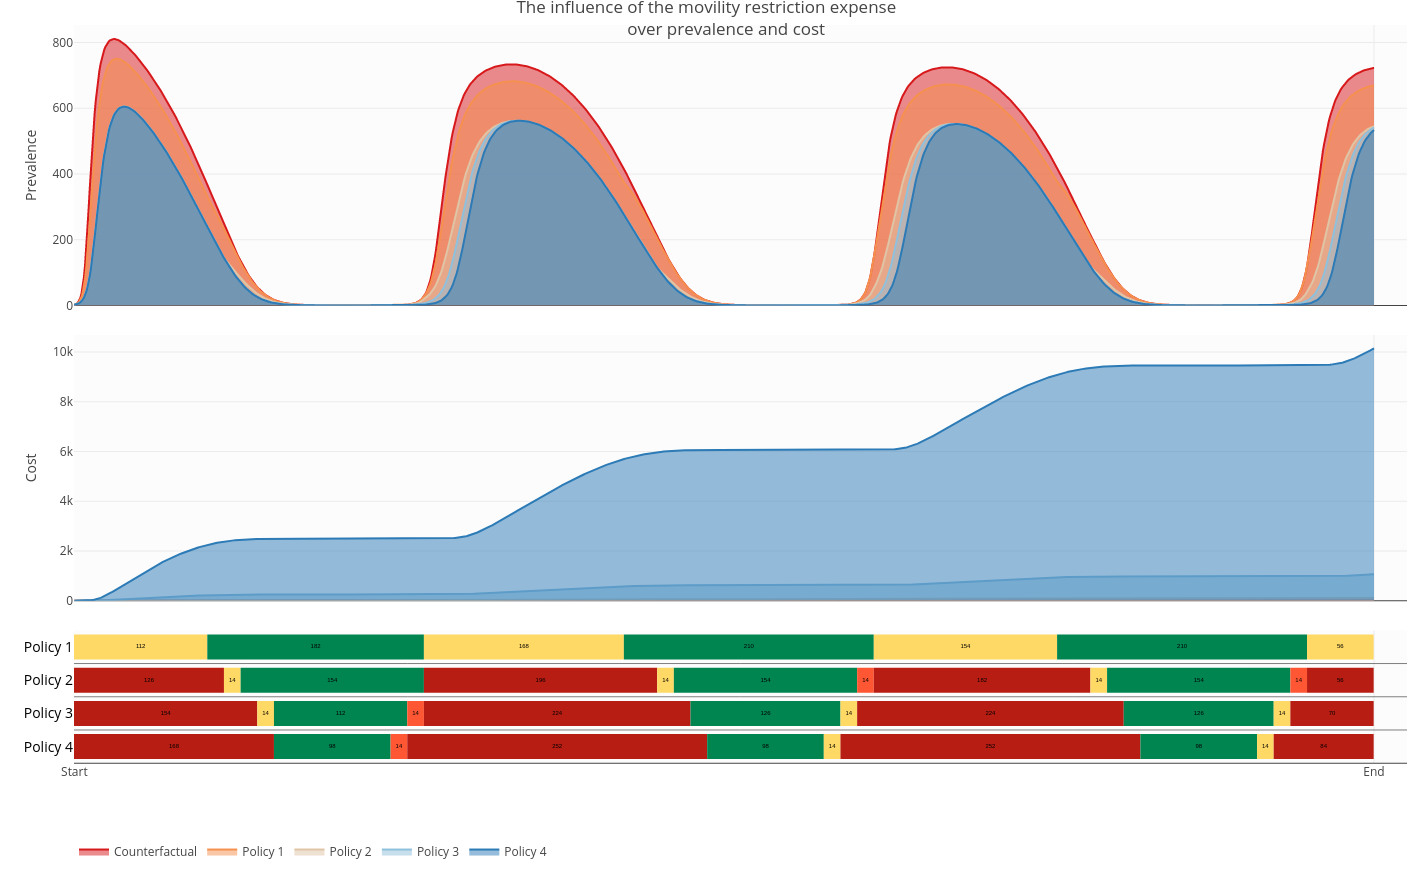 The influence of the movility restriction expense
over prevalence and cost
800
600
400
200
0
Prevalence
10k
8k
6k
4k
2k
0
Cost
Policy 1 112 182 168 210 154 210 56
Policy 2 126 14 154 196 14 154 14 182 14 154 14 56
Policy 3 154 14 112 14 224 126 14 224 126 14 70
Policy 4 168 98 14 252 98 14 252 98 14 84
Start End
Counterfactual Policy 1 Policy 2 Policy 3 Policy 4